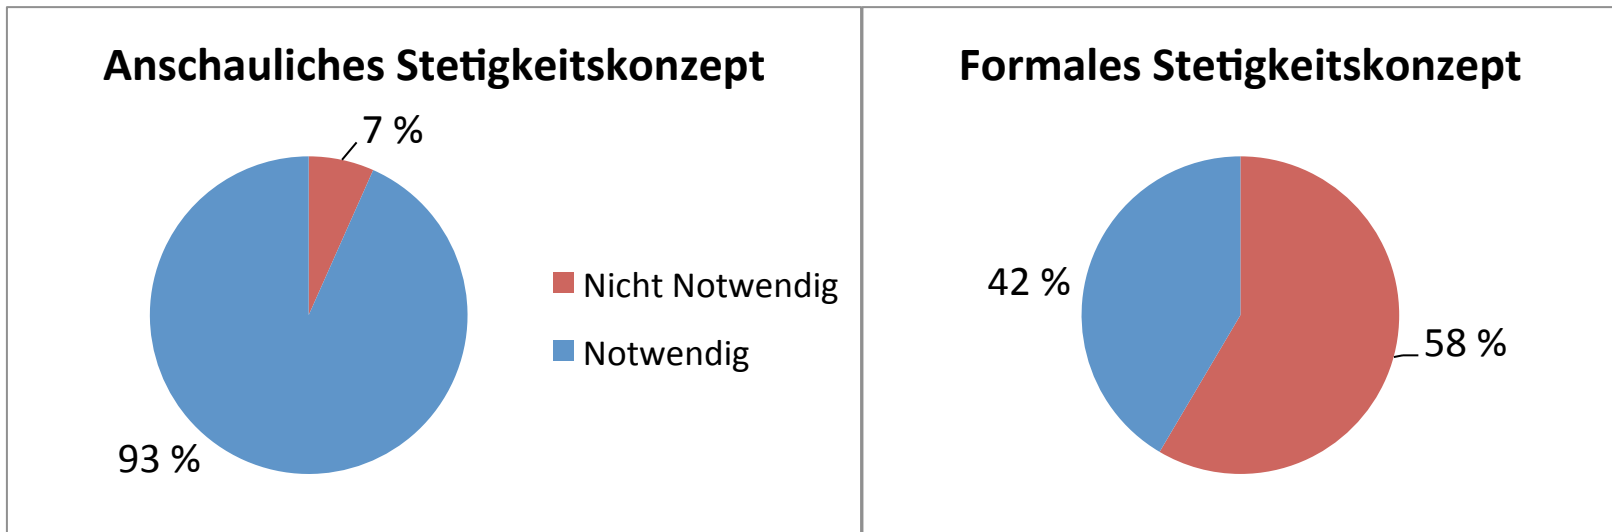 Anschauliches Stetigkeitskonzept
7 %
93 %
Nicht Notwendig
Notwendig
Formales Stetigkeitskonzept
42 %
58 %